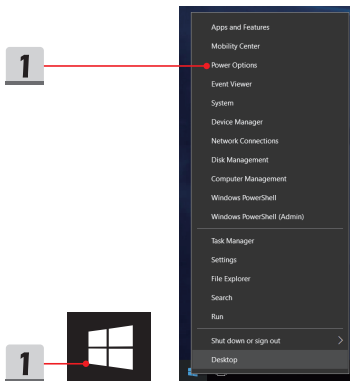 Apps and Features
Mobility Center
1
Power Options
Event Viewer
System
Device Manager
Network Connections
Disk Management
Computer Management
Windows PowerShell
Windows PowerShell (Admin)
Task Manager
Settings
File Explorer
Search
Run
Shut down or sign out
1
Desktop